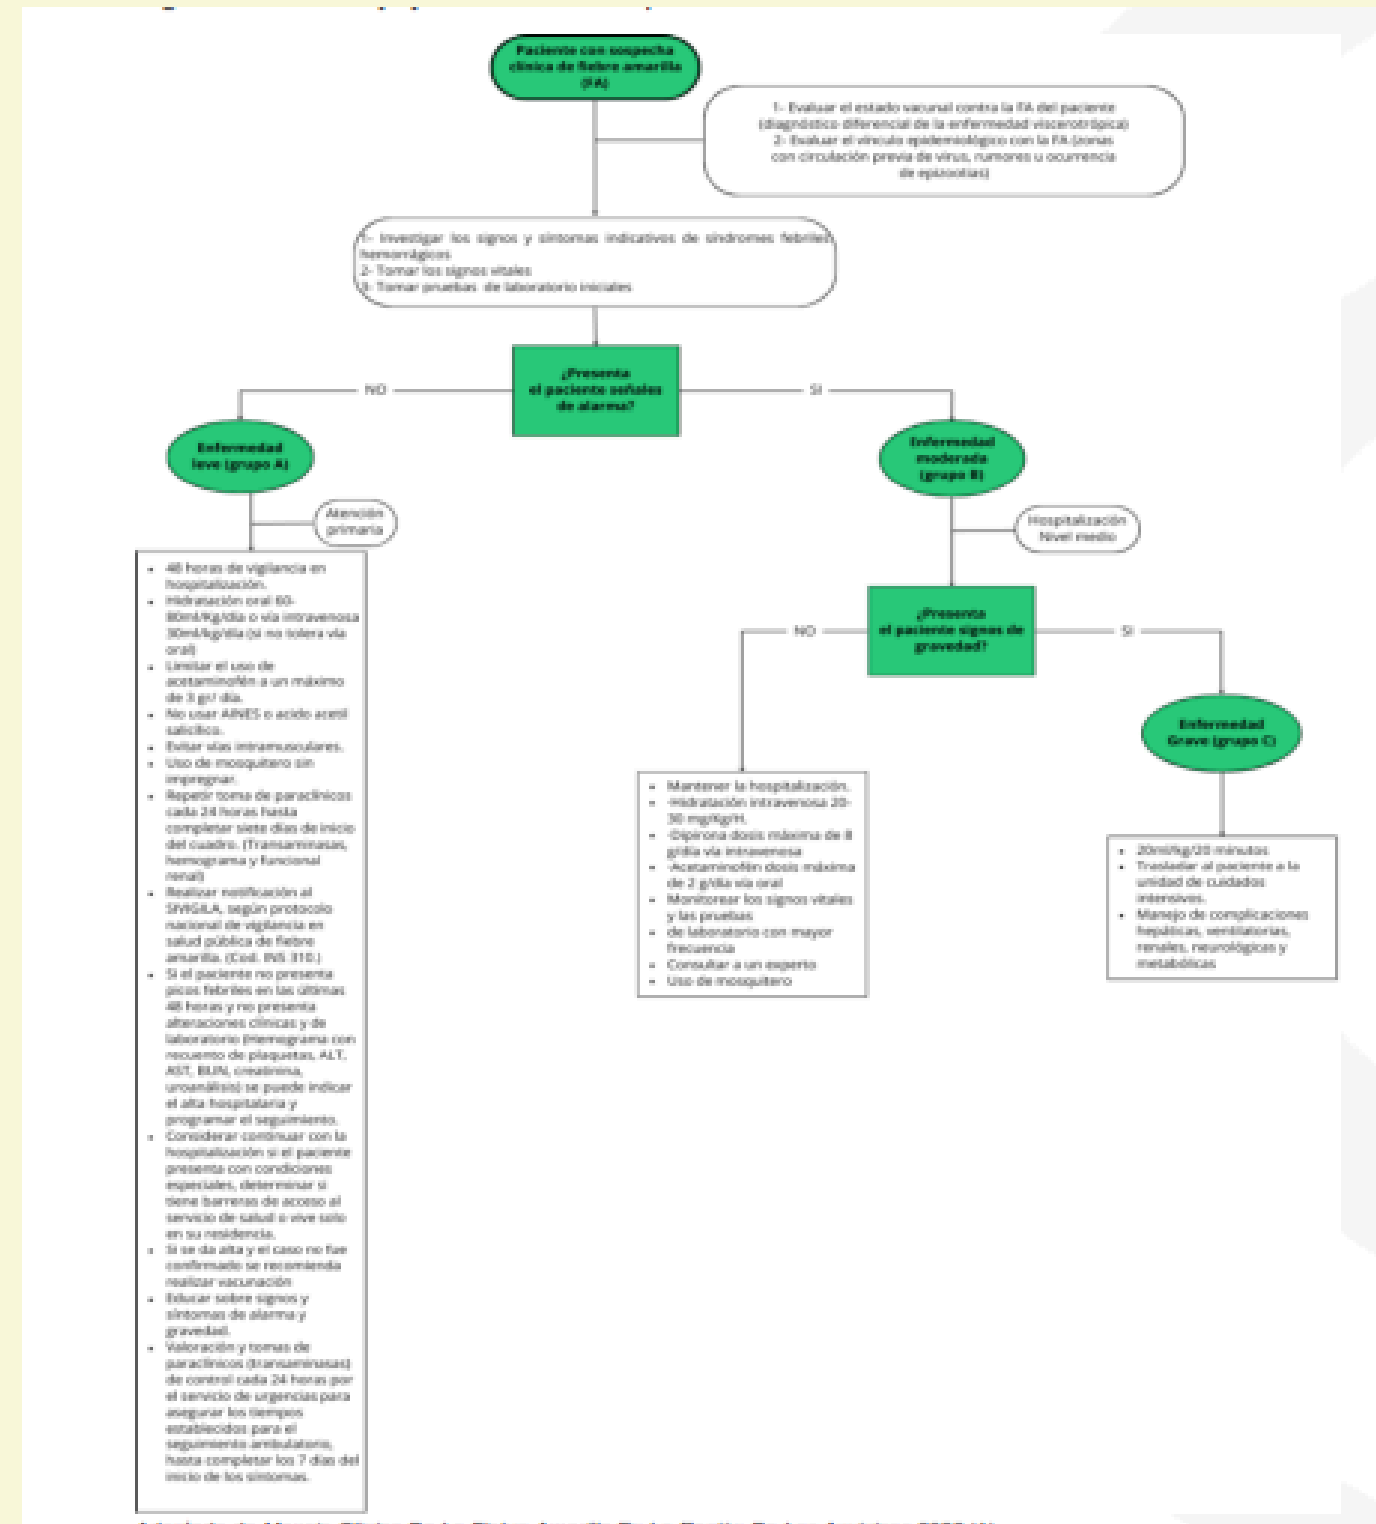 Paciente con sospecha
clínica de fiebre amarilla
(FA)
1- Evaluar el estado vacunal contra la FA del paciente
(diagnóstico diferencial de la enfermedad viscerotrópica)
2- Evaluar el vínculo epidemiológico con la FA (zonas
con circulación previa de virus, rumores u ocurrencia
de epizootias)
1- Investigar los signos y síntomas indicativos de síndromes febriles
hemorrágicos
2- Tomar los signos vitales
3- Tomar pruebas de laboratorio iniciales
¿Presenta
el paciente señales
de alarma?
NO
SI
Enfermedad
leve (grupo A)
Atención
primaria
• 48 horas de vigilancia en
hospitalización.
• Hidratación oral 60-
80ml/Kg/día o vía intravenosa
30ml/kg/día (si no tolera vía
oral)
• Limitar el uso de
acetaminofén a un máximo
de 3 gr/ día.
• No usar AINES o acido acetil
salicílico.
• Evitar vías intramusculares.
• Uso de mosquitero sin
impregnar.
• Repetir toma de paraclínicos
cada 24 horas hasta
completar siete días de inicio
del cuadro. (Transaminasas,
hemograma y funcional
renal)
• Realizar notificación al
SIVIGILA, según protocolo
nacional de vigilancia en
salud pública de fiebre
amarilla. (Cod. INS 310.)
• Si el paciente no presenta
picos febriles en las últimas
48 horas y no presenta
alteraciones clínicas y de
laboratorio (Hemograma con
recuento de plaquetas, ALT,
AST, BUN, creatinina,
uroanálisis) se puede indicar
el alta hospitalaria y
programar el seguimiento.
• Considerar continuar con la
hospitalización si el paciente
presenta con condiciones
especiales, determinar si
tiene barreras de acceso al
servicio de salud o vive solo
en su residencia.
• Si se da alta y el caso no fue
confirmado se recomienda
realizar vacunación
• Educar sobre signos y
síntomas de alarma y
gravedad.
• Valoración y tomas de
paraclínicos (transaminasas)
de control cada 24 horas por
el servicio de urgencias para
asegurar los tiempos
establecidos para el
seguimiento ambulatorio,
hasta completar los 7 días del
inicio de los síntomas.
Enfermedad
moderada
(grupo B)
Hospitalización
Nivel medio
¿Presenta
el paciente signos de
gravedad?
NO
SI
• Mantener la hospitalización.
• -Hidratación intravenosa 20-
30 mg/Kg/H.
• -Dipirona dosis máxima de 8
g/día vía intravenosa
• -Acetaminofén dosis máxima
de 2 g/día vía oral
• Monitorear los signos vitales
y las pruebas
• de laboratorio con mayor
frecuencia
• Consultar a un experto
• Uso de mosquitero
Enfermedad
Grave (grupo C)
• 20ml/kg/20 minutos
• Trasladar al paciente a la
unidad de cuidados
intensivos.
• Manejo de complicaciones
hepáticas, ventilatorias,
renales, neurológicas y
metabólicas